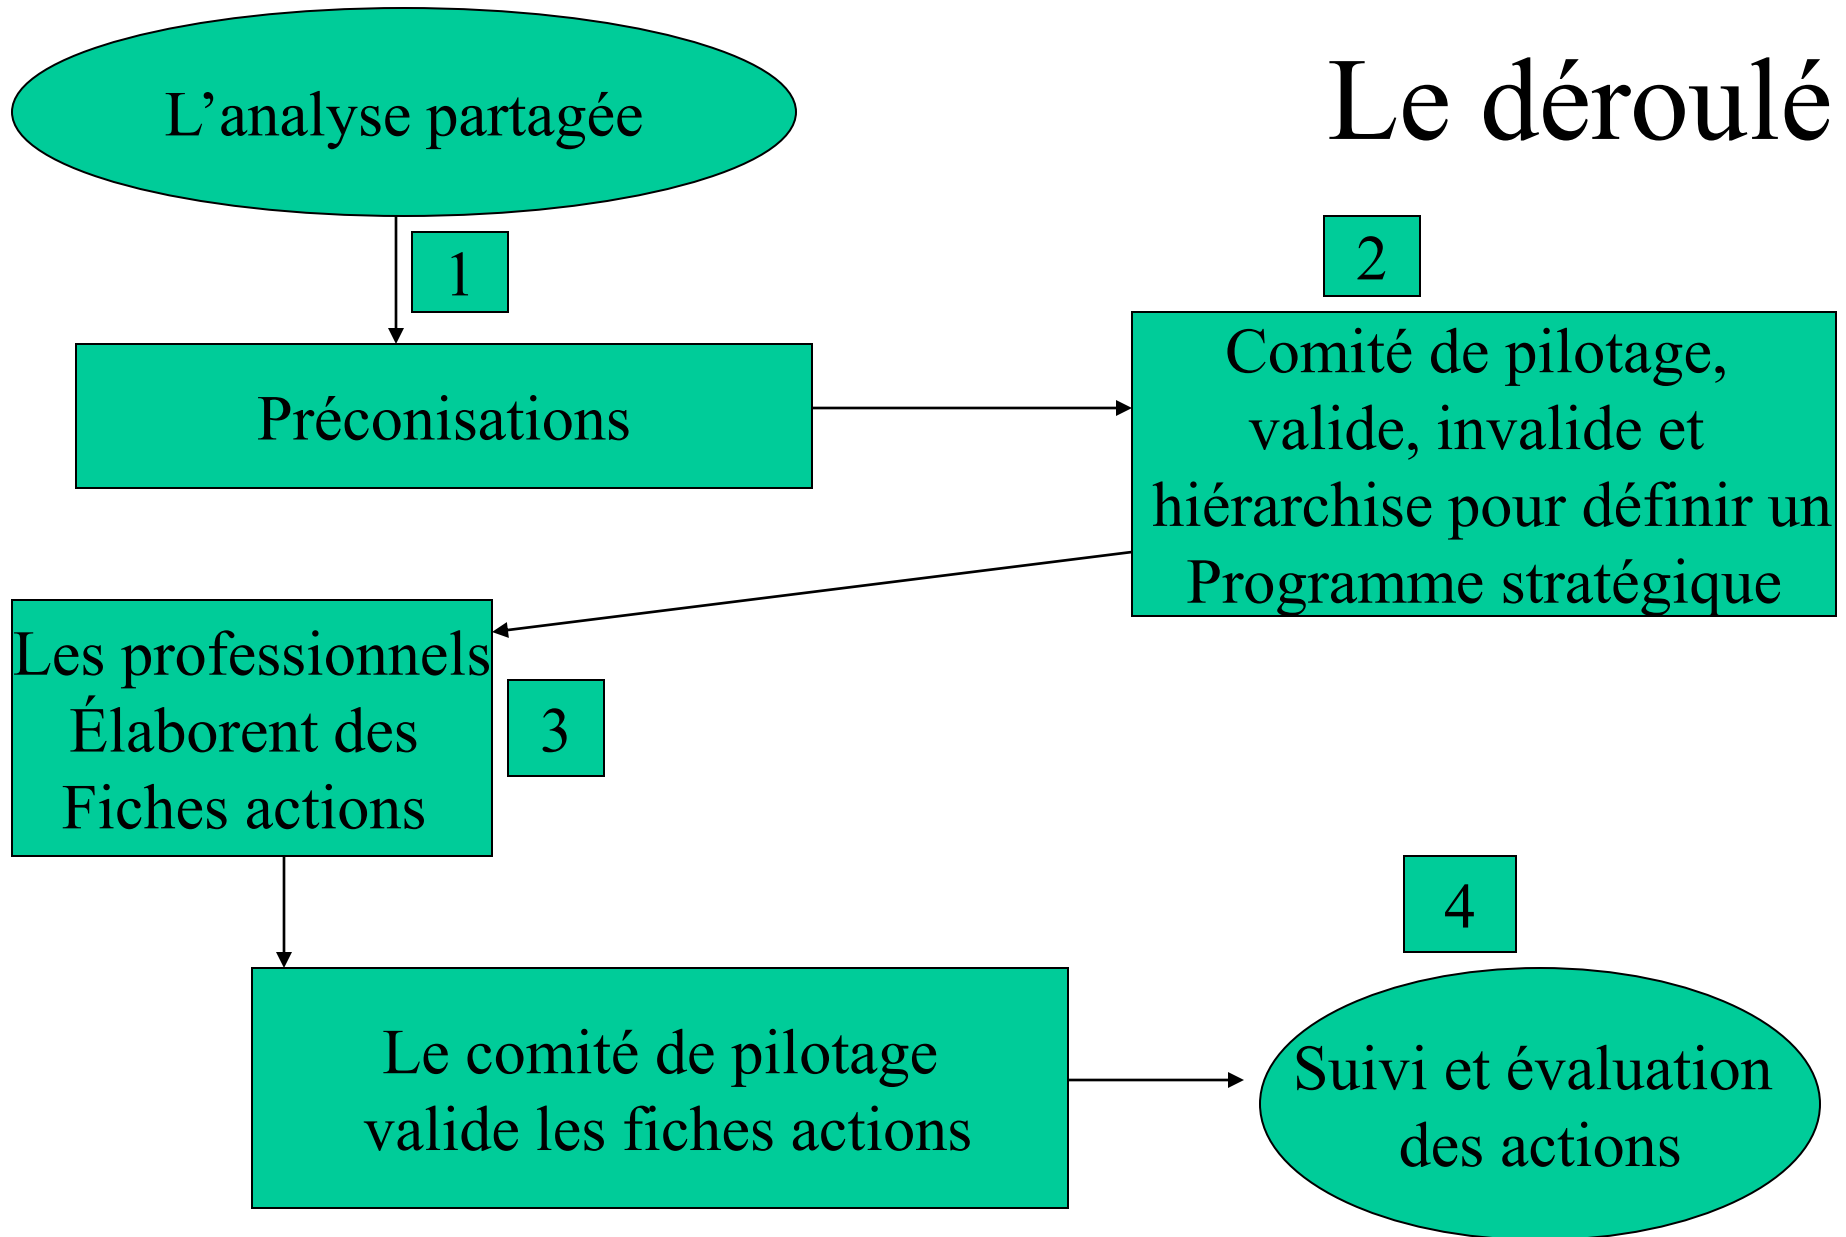 Le déroulé
L’analyse partagée
1
Préconisations
2
Comité de pilotage,
valide, invalide et
hiérarchise pour définir un
Programme stratégique
Les professionnels
Élaborent des
Fiches actions
3
Le comité de pilotage
valide les fiches actions
4
Suivi et évaluation
des actions